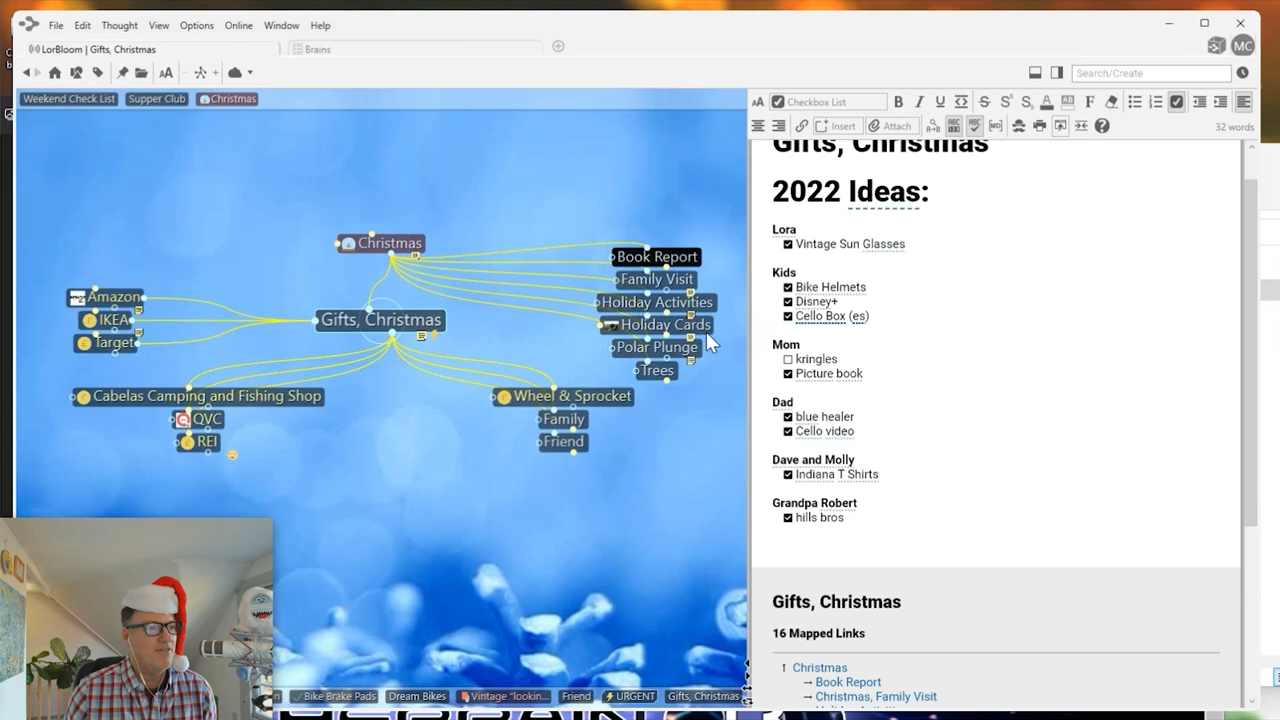 File Edit Thought View Options Online Window Help
LorBloom | Gifts, Christmas
Brains
MC
Search/Create
Weekend Check List Supper Club Christmas
Checkbox List
Insert Attach
32 words
Christmas
Book Report
Family Visit
Holiday Activities
Holiday Cards
Polar Plunge
Trees
Amazon
IKEA
Target
Gifts, Christmas
Cabelas Camping and Fishing Shop
QVC
REI
Wheel & Sprocket
Family
Friend
Gifts, Christmas
2022 Ideas:
Lora
Vintage Sun Glasses
Kids
Bike Helmets
Disney+
Cello Box (es)
Mom
kringles
Picture book
Dad
blue healer
Cello video
Dave and Molly
Indiana T Shirts
Grandpa Robert
hills bros
Gifts, Christmas
16 Mapped Links
↑ Christmas
→ Book Report
→ Christmas, Family Visit
Bike Brake Pads Dream Bikes Vintage "lookin... Friend URGENT Gifts, Christmas